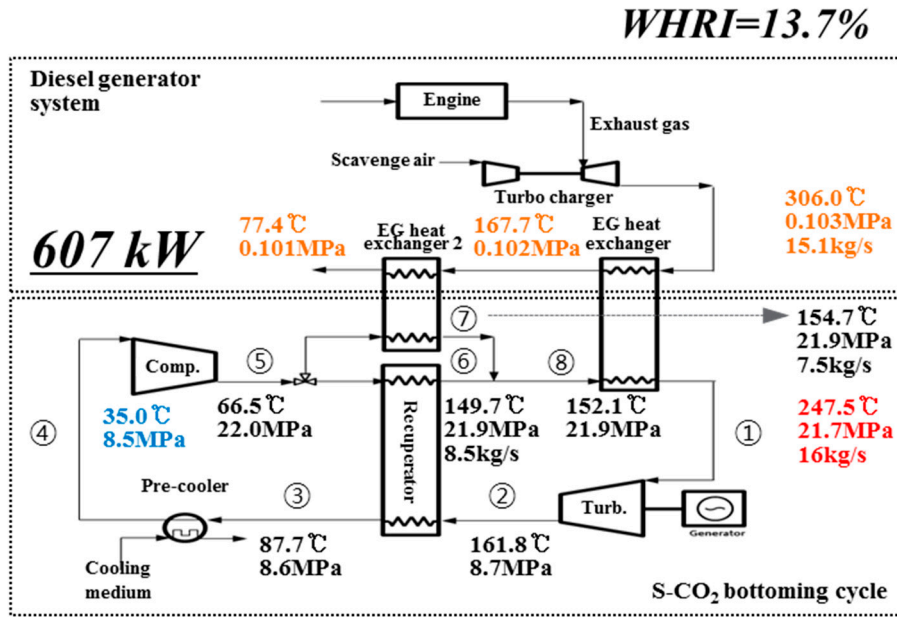 WHRI=13.7%
Diesel generator
system
Engine
Exhaust gas
Scavenge air
Turbo charger
306.0℃
0.103MPa
15.1kg/s
77.4℃
0.101MPa
EG heat
exchanger 2
167.7℃
0.102MPa
EG heat
exchanger
607 kW
⑦
154.7℃
21.9MPa
7.5kg/s
Comp.
⑤
⑥
⑧
④
35.0℃
8.5MPa
66.5℃
22.0MPa
Recuperator
149.7℃
21.9MPa
8.5kg/s
152.1℃
21.9MPa
①
247.5℃
21.7MPa
16kg/s
Pre-cooler
③
②
Turb.
Generator
Cooling
medium
87.7℃
8.6MPa
161.8℃
8.7MPa
S-CO₂ bottoming cycle